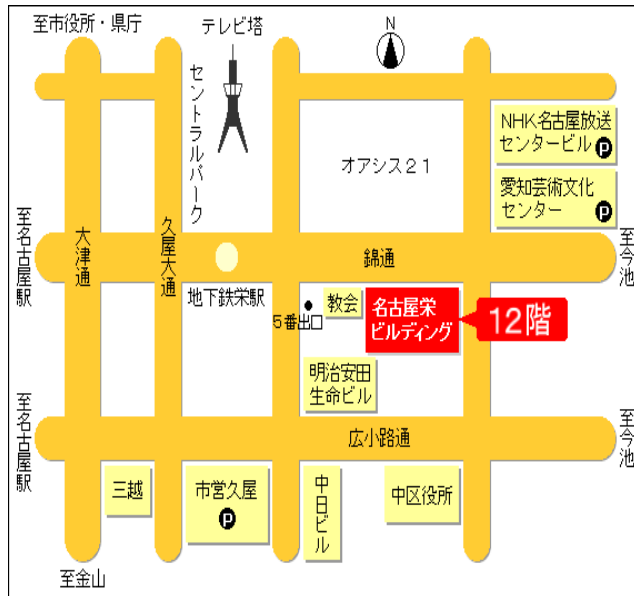 至市役所・県庁
テレビ塔
N
セントラルパーク
オアシス21
NHK名古屋放送
センタービル P
愛知芸術文化
センター P
至名古屋駅
大津通
久屋大通
錦通
至今池
地下鉄栄駅
5番出口
教会
名古屋栄
ビルディング
12階
明治安田
生命ビル
至名古屋駅
広小路通
至今池
三越
市営久屋
P
中日ビル
中区役所
至金山